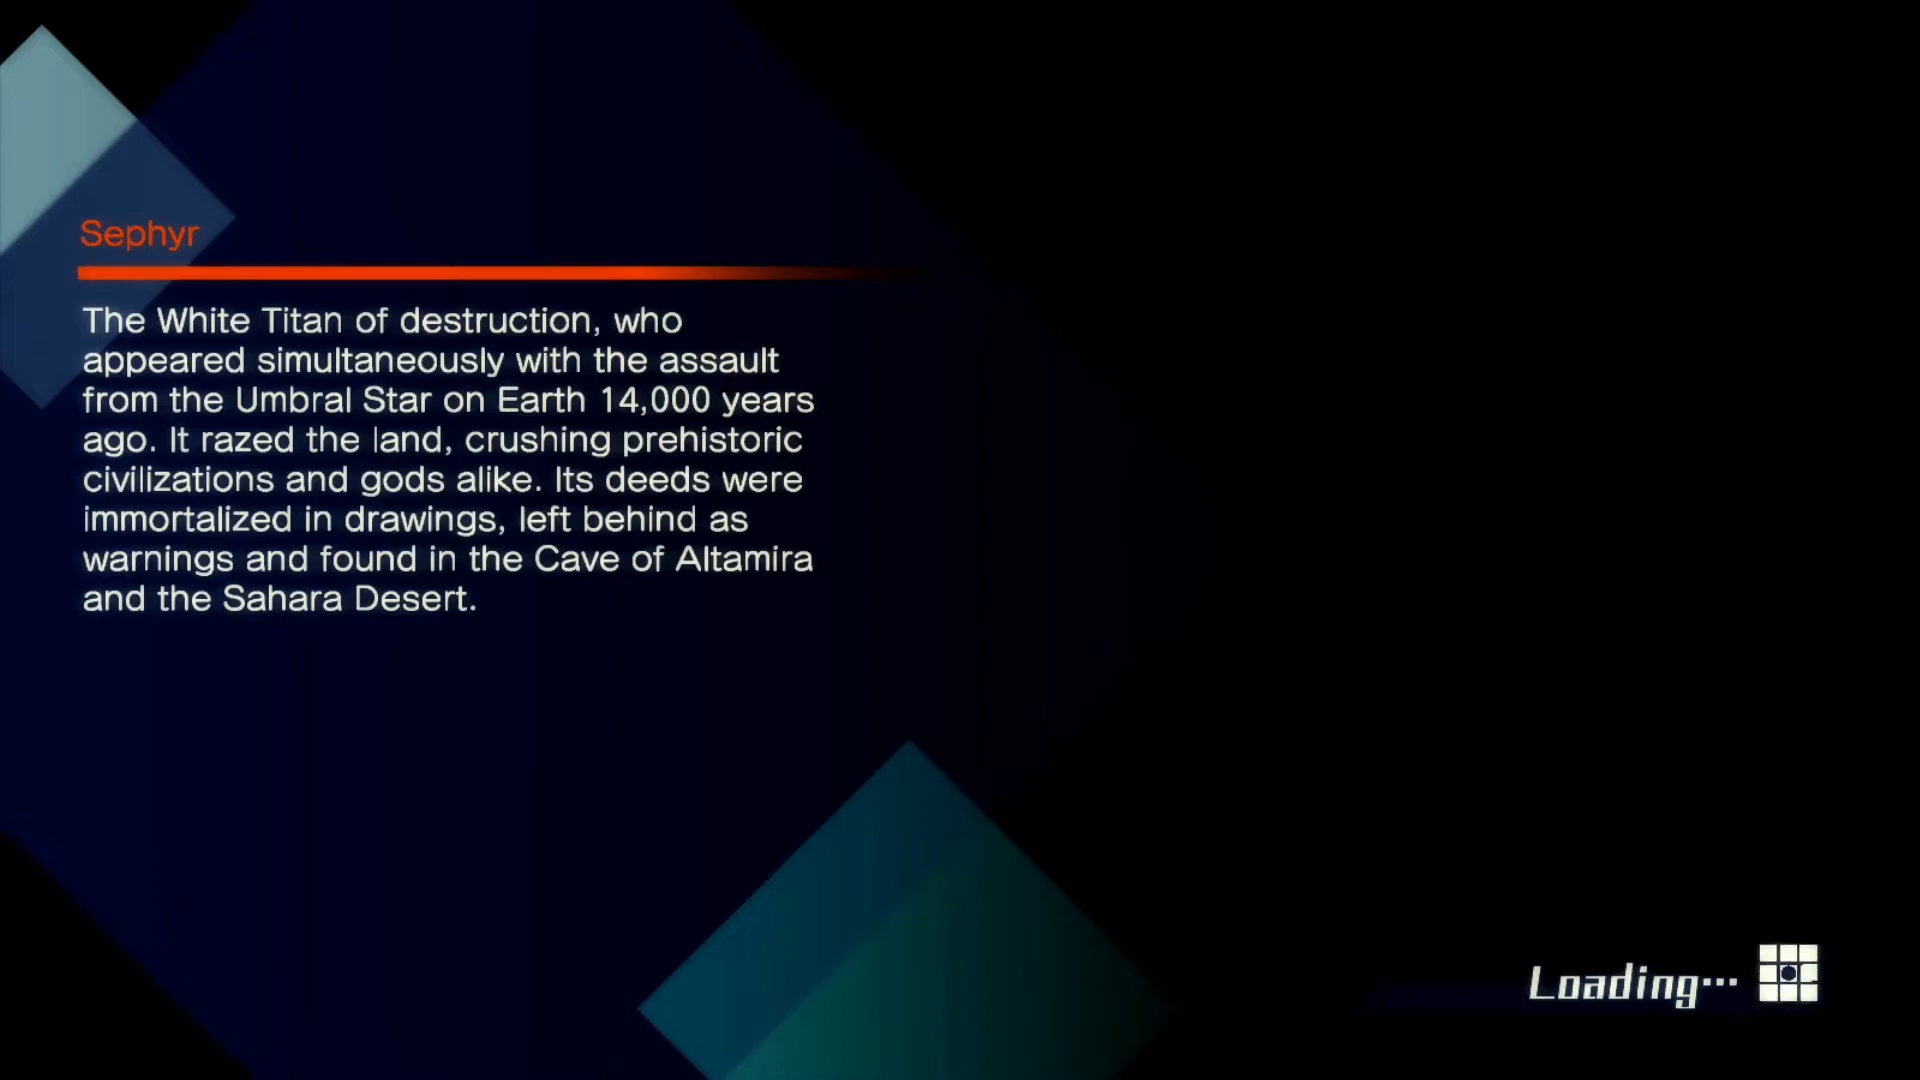 Sephyr
The White Titan of destruction, who
appeared simultaneously with the assault
from the Umbral Star on Earth 14,000 years
ago. It razed the land, crushing prehistoric
civilizations and gods alike. Its deeds were
immortalized in drawings, left behind as
warnings and found in the Cave of Altamira
and the Sahara Desert.
Loading···